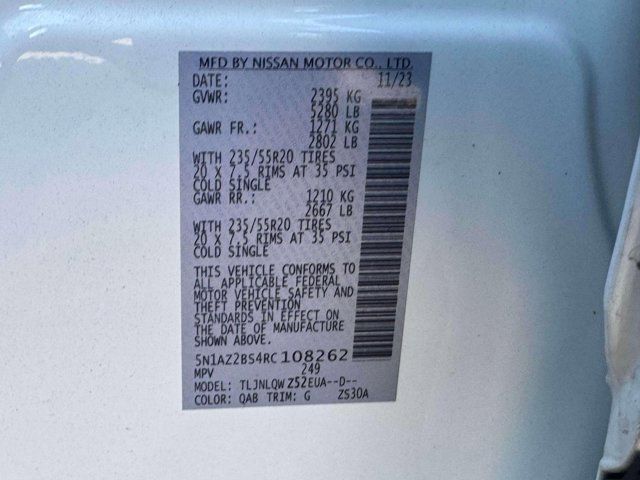 MFD BY NISSAN MOTOR CO., LTD.
DATE: 11/23
GVWR: 2395 KG
5280 LB
GAWR FR.: 1271 KG
2802 LB
WITH 235/55R20 TIRES
20 X 7.5 RIMS AT 35 PSI
COLD SINGLE
GAWR RR.: 1210 KG
2667 LB
WITH 235/55R20 TIRES
20 X 7.5 RIMS AT 35 PSI
COLD SINGLE
THIS VEHICLE CONFORMS TO
ALL APPLICABLE FEDERAL
MOTOR VEHICLE SAFETY AND
THEFT PREVENTION
STANDARDS IN EFFECT ON
THE DATE OF MANUFACTURE
SHOWN ABOVE.
5N1AZ2BS4RC108262
MPV 249
MODEL: TLJNLQW Z52EUA--D--
COLOR: QAB TRIM: G ZS30A